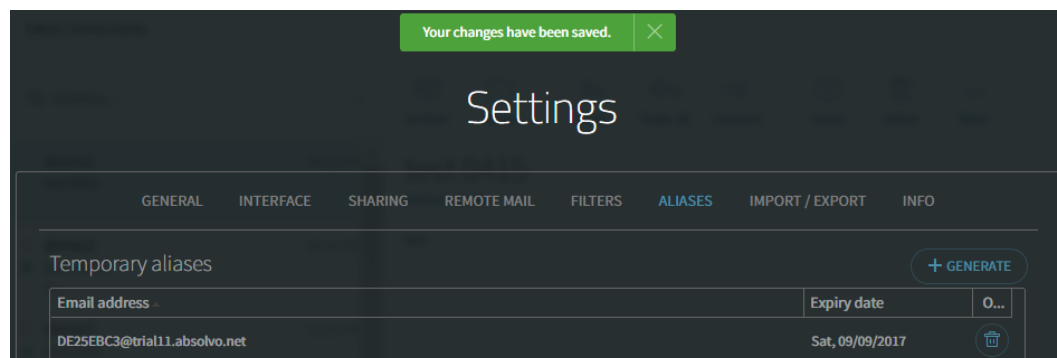 Your changes have been saved.
Settings
GENERAL INTERFACE SHARING REMOTE MAIL FILTERS ALIASES IMPORT / EXPORT INFO
Temporary aliases
+ GENERATE
Email address Expiry date O...
DE25EBC3@trial11.absolvo.net Sat, 09/09/2017